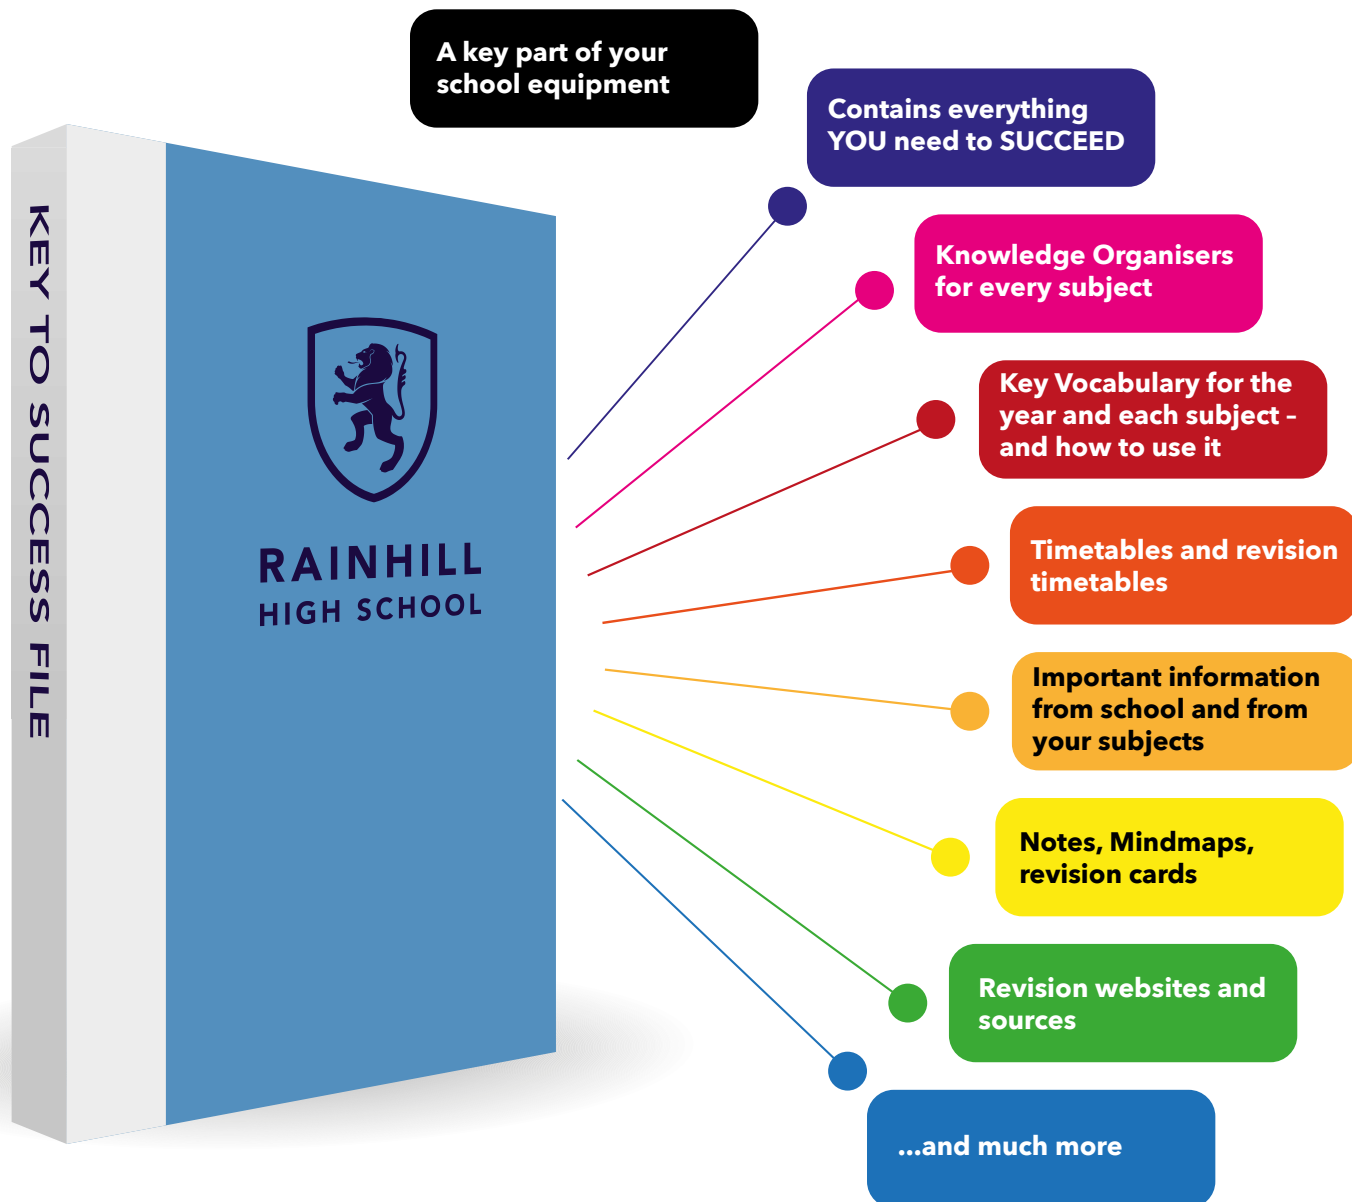 A key part of your
school equipment
Contains everything
YOU need to SUCCEED
Knowledge Organisers
for every subject
Key Vocabulary for the
year and each subject –
and how to use it
Timetables and revision
timetables
Important information
from school and from
your subjects
Notes, Mindmaps,
revision cards
Revision websites and
sources
...and much more
KEY TO SUCCESS FILE
RAINHILL
HIGH SCHOOL